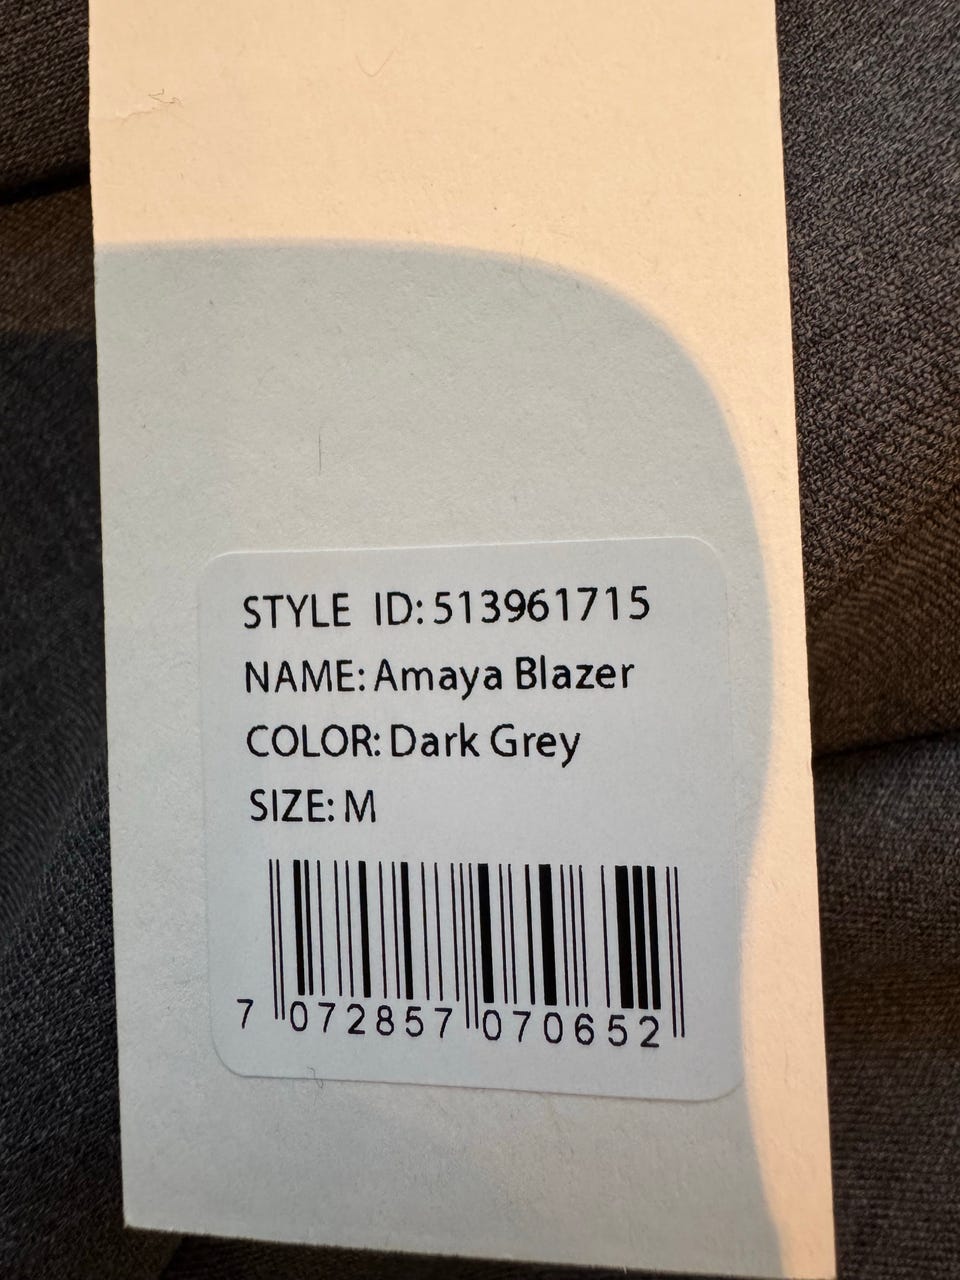 STYLE ID: 513961715
NAME: Amaya Blazer
COLOR: Dark Grey
SIZE: M
7 072857 070652